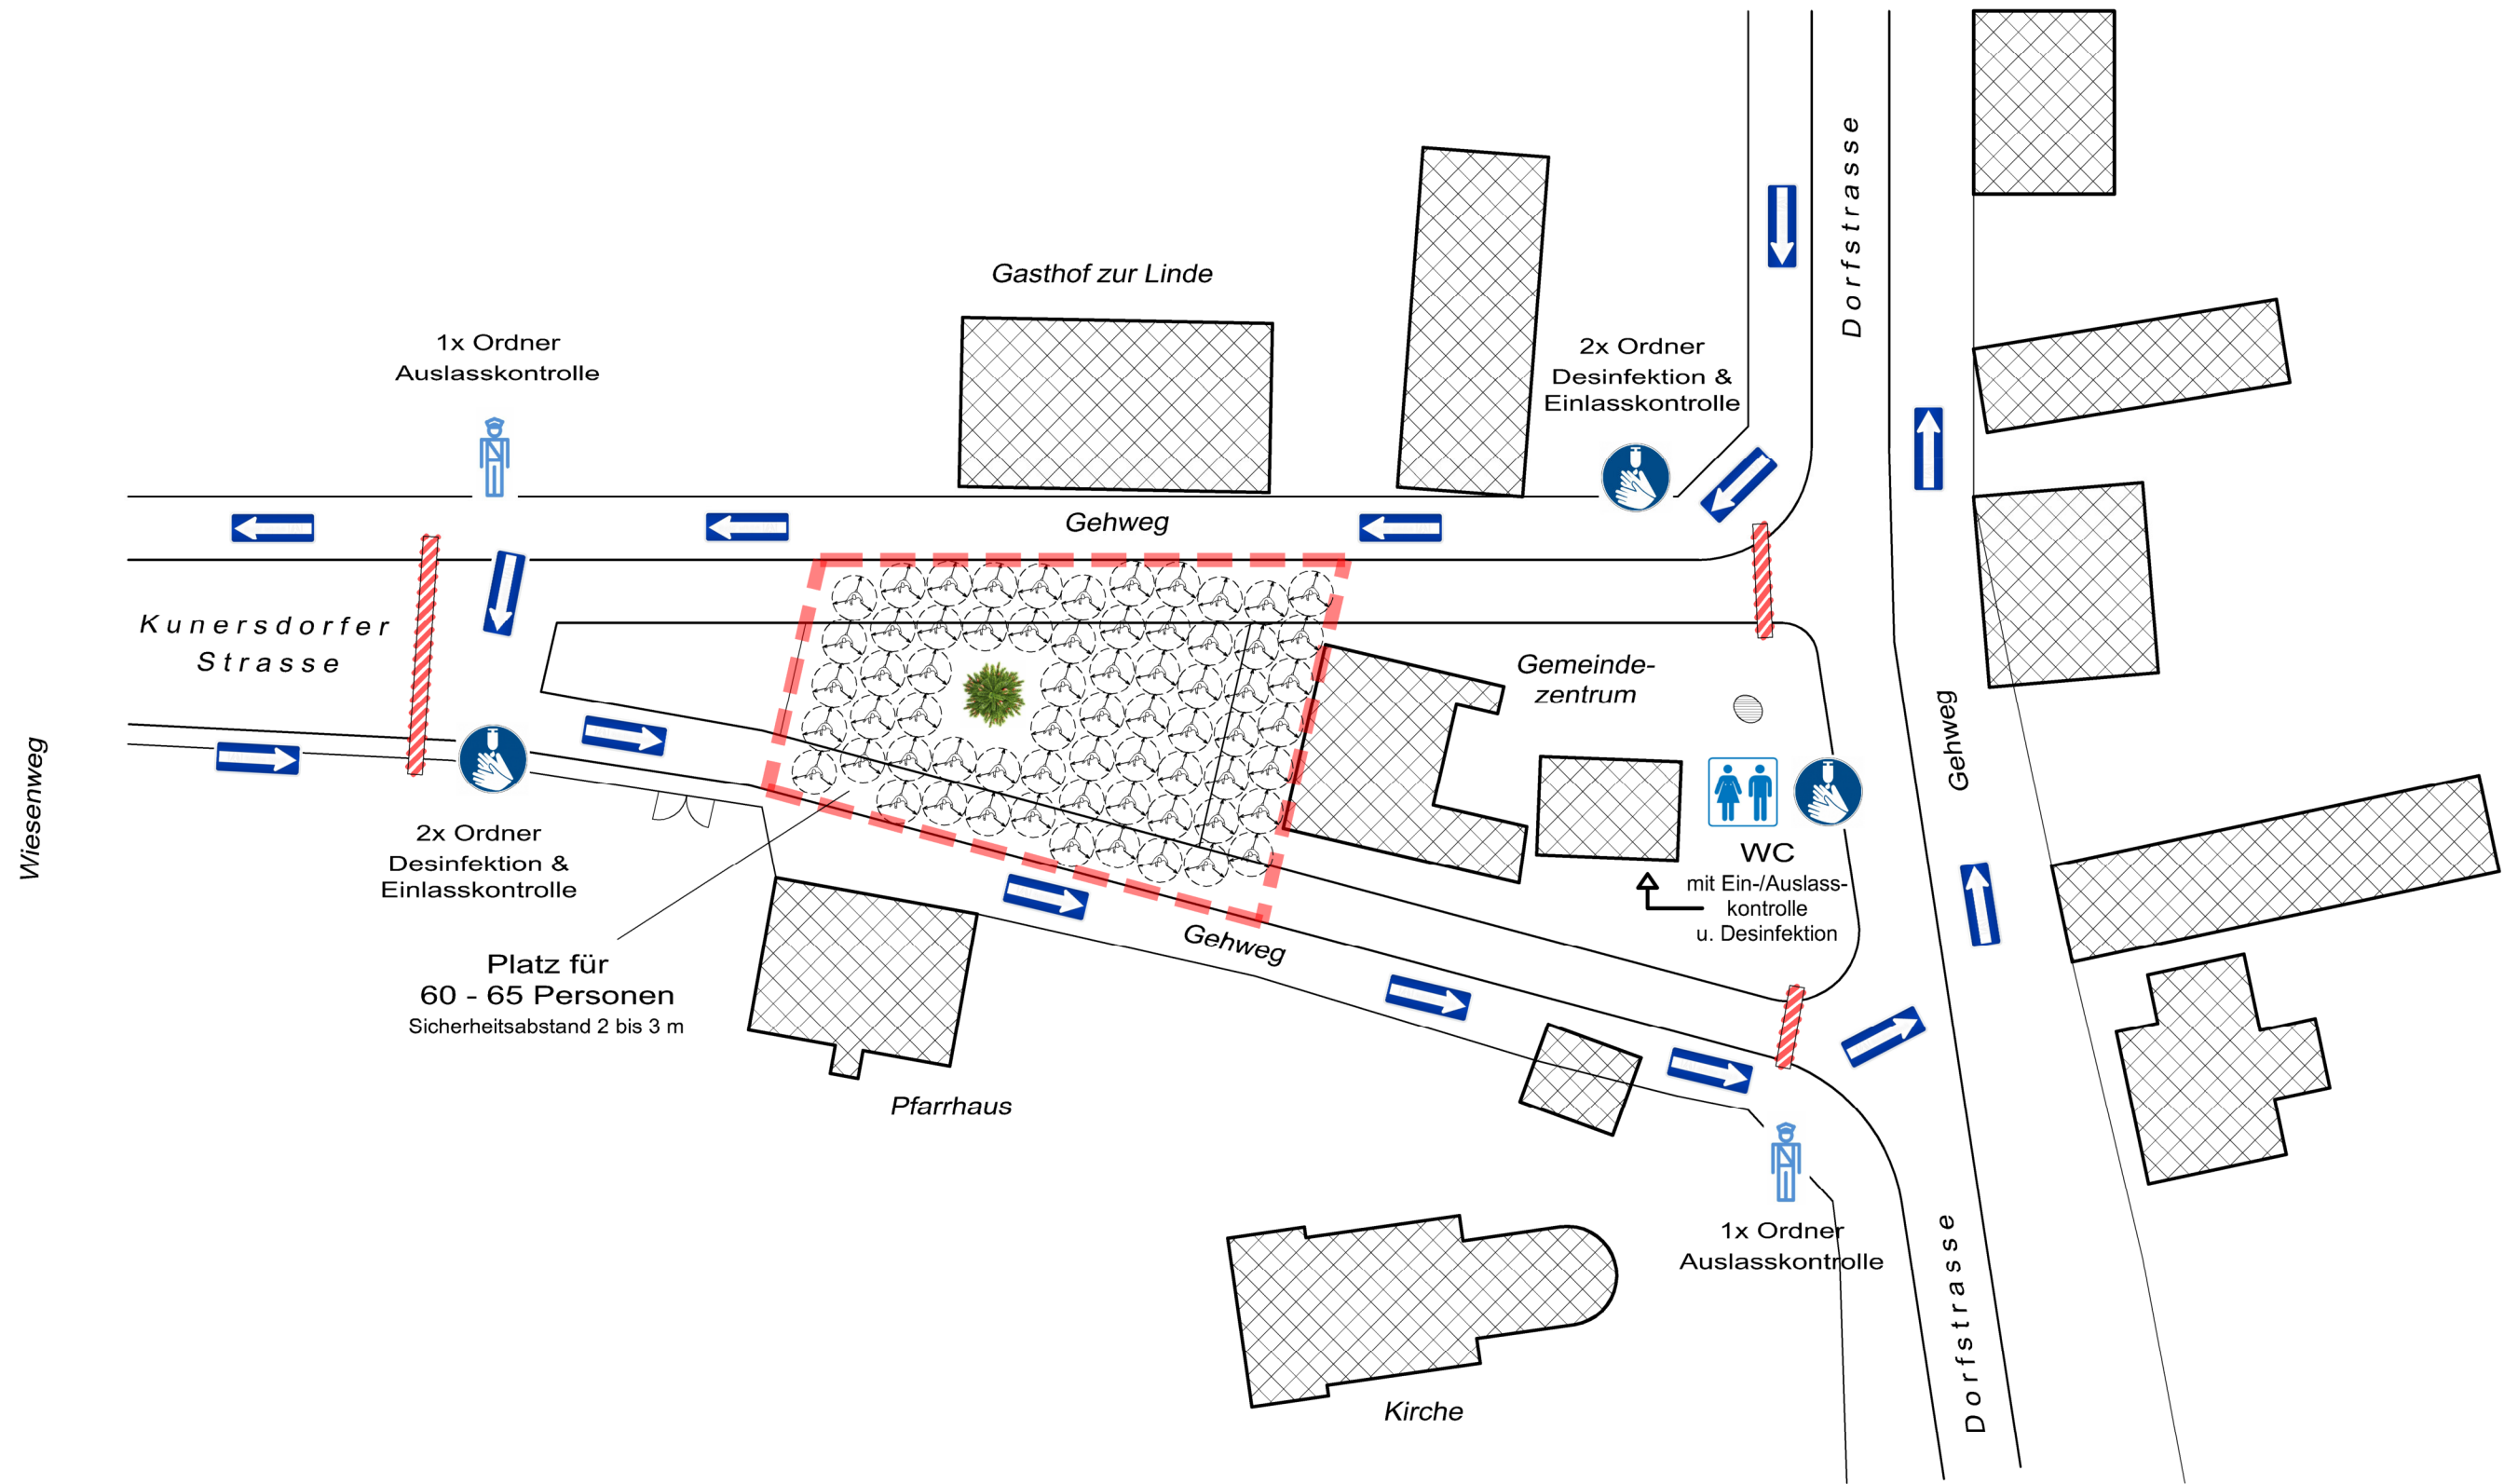 Dorfstrasse
Gasthof zur Linde
1x Ordner
Auslasskontrolle
2x Ordner
Desinfektion &
Einlasskontrolle
Gehweg
Kunersdorfer
Strasse
Gemeinde-
zentrum
Gehweg
Wiesenweg
2x Ordner
Desinfektion &
Einlasskontrolle
WC
mit Ein-/Auslass-
kontrolle
u. Desinfektion
Gehweg
Platz für
60 - 65 Personen
Sicherheitsabstand 2 bis 3 m
Pfarrhaus
1x Ordner
Auslasskontrolle
Dorfstrasse
Kirche